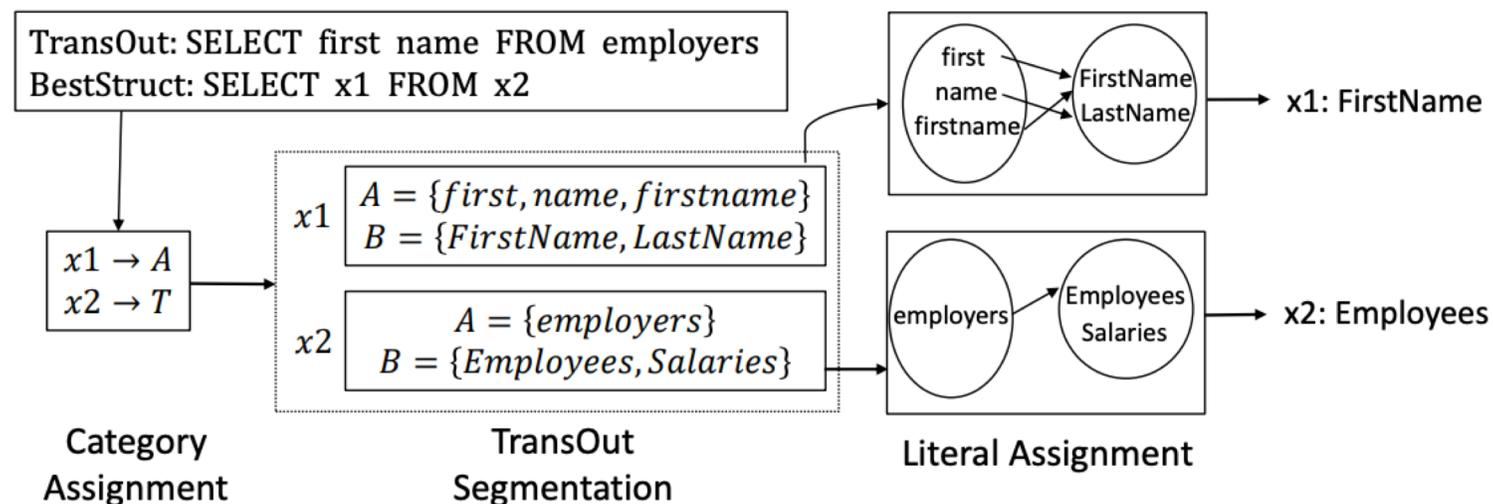 TransOut: SELECT first name FROM employers
BestStruct: SELECT x1 FROM x2
x1 → A
x2 → T
Category
Assignment
x1
A = {first, name, firstname}
B = {FirstName, LastName}
x2
A = {employers}
B = {Employees, Salaries}
TransOut
Segmentation
first
name
firstname
FirstName
LastName
x1: FirstName
employers
Employees
Salaries
x2: Employees
Literal Assignment